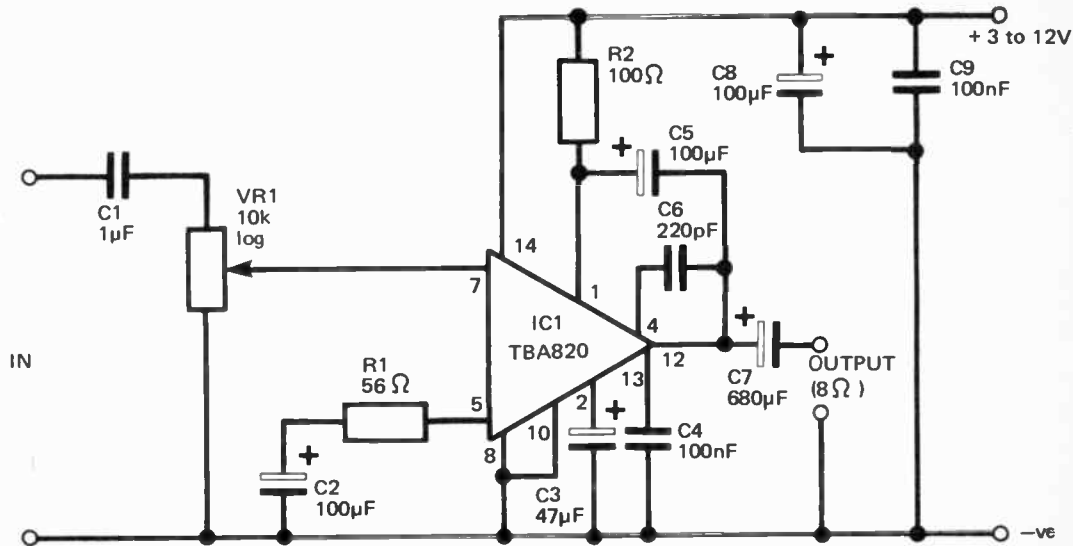 + 3 to 12V
R2
100Ω
C8
100µF
+
C9
100nF
+
C5
100µF
C1
1µF
VR1
10k
log
C6
220pF
14
7
1
IC1
TBA820
4
12
+
OUTPUT
(8Ω)
C7
680µF
IN
R1
56 Ω
5
10
8
2
13
+
C4
100nF
+
C2
100µF
C3
47µF
—ve